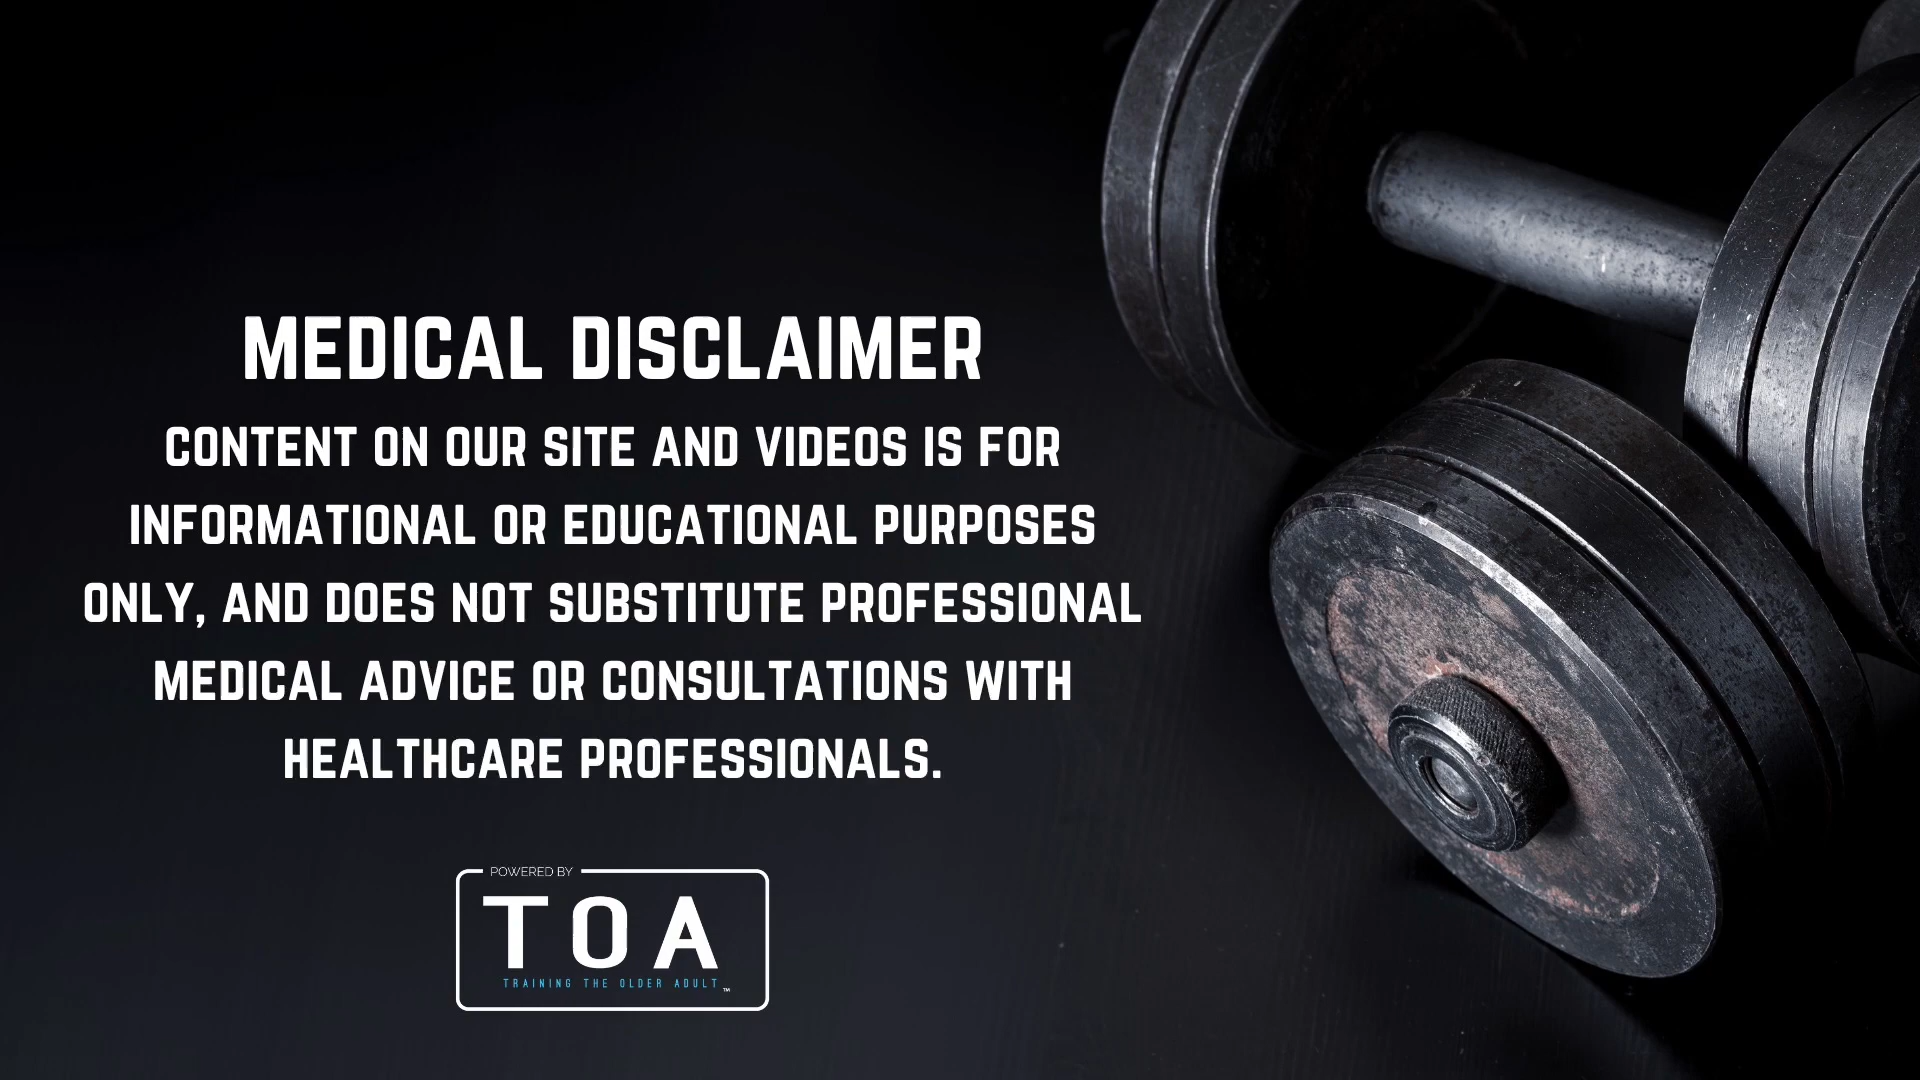 MEDICAL DISCLAIMER
CONTENT ON OUR SITE AND VIDEOS IS FOR
INFORMATIONAL OR EDUCATIONAL PURPOSES
ONLY, AND DOES NOT SUBSTITUTE PROFESSIONAL
MEDICAL ADVICE OR CONSULTATIONS WITH
HEALTHCARE PROFESSIONALS.
POWERED BY
TOA
TRAINING THE OLDER ADULT™